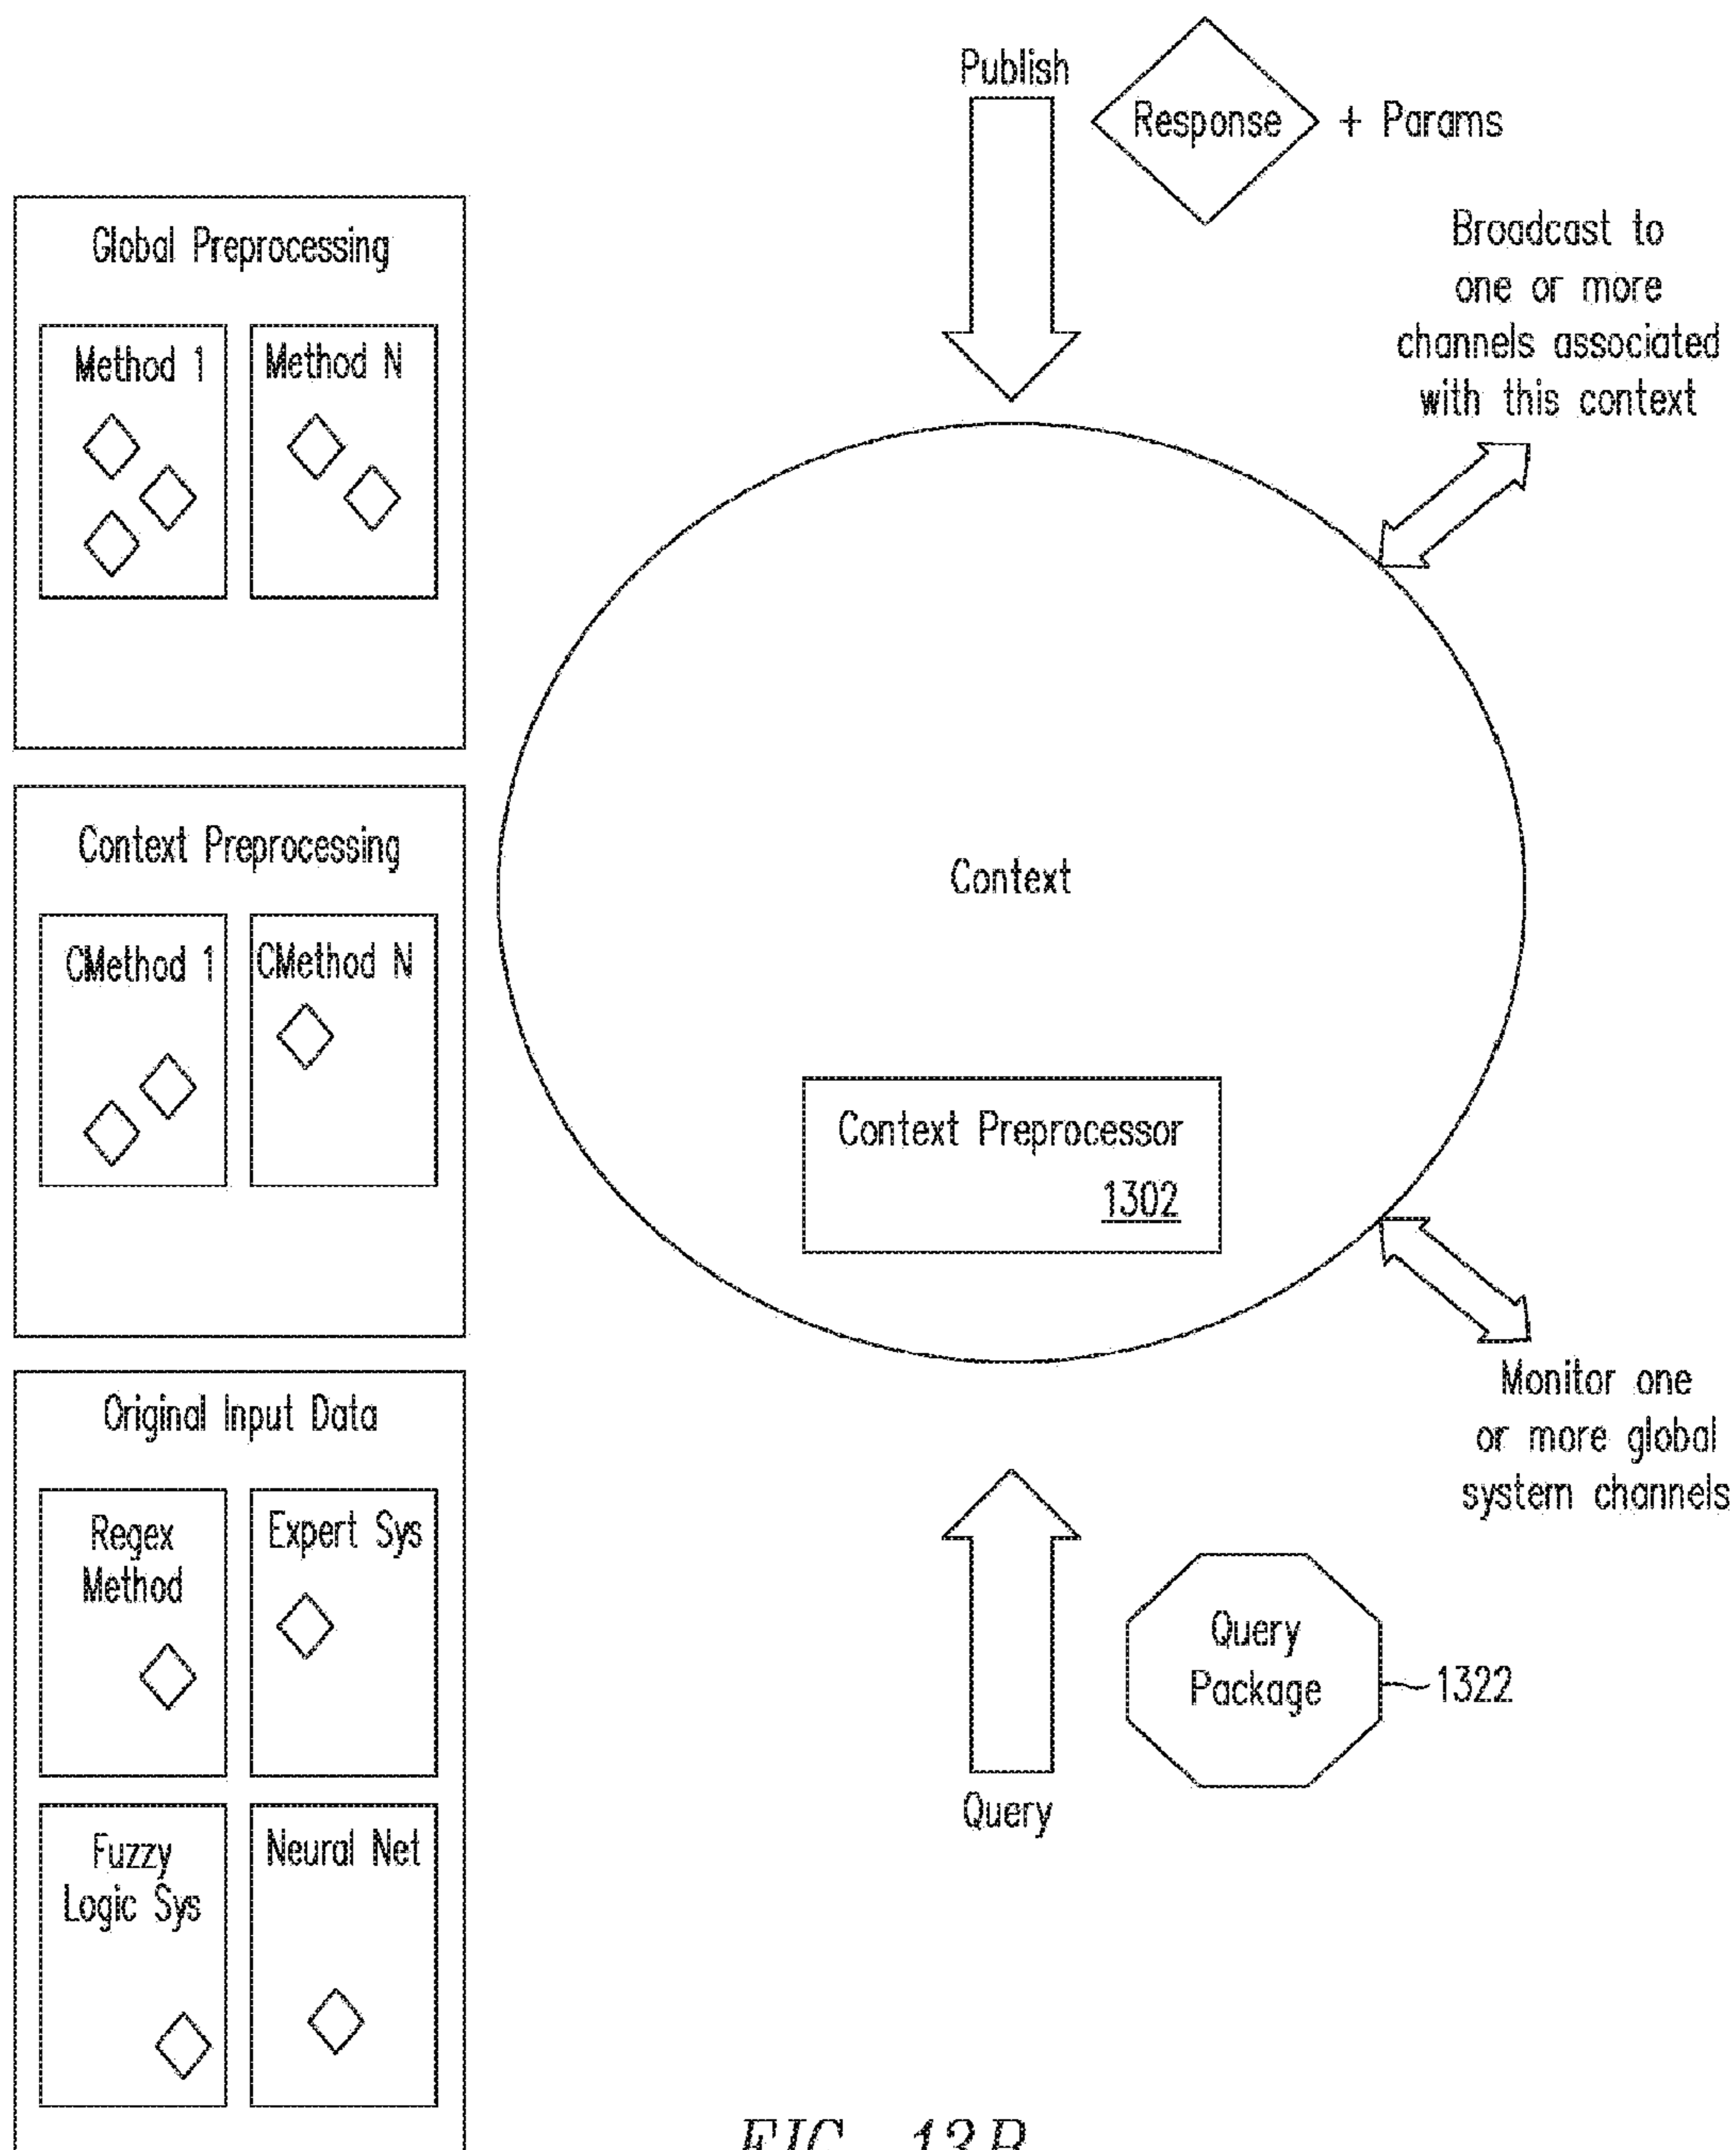 Publish
Response
+ Params
Broadcast to
one or more
channels associated
with this context
Global Preprocessing
Method 1
Method N
Context Preprocessing
CMethod 1
CMethod N
Context
Context Preprocessor
1302
Monitor one
or more global
system channels
Original Input Data
Regex
Method
Expert Sys
Fuzzy
Logic Sys
Neural Net
Query
Package
1322
Query
FIG. 13B